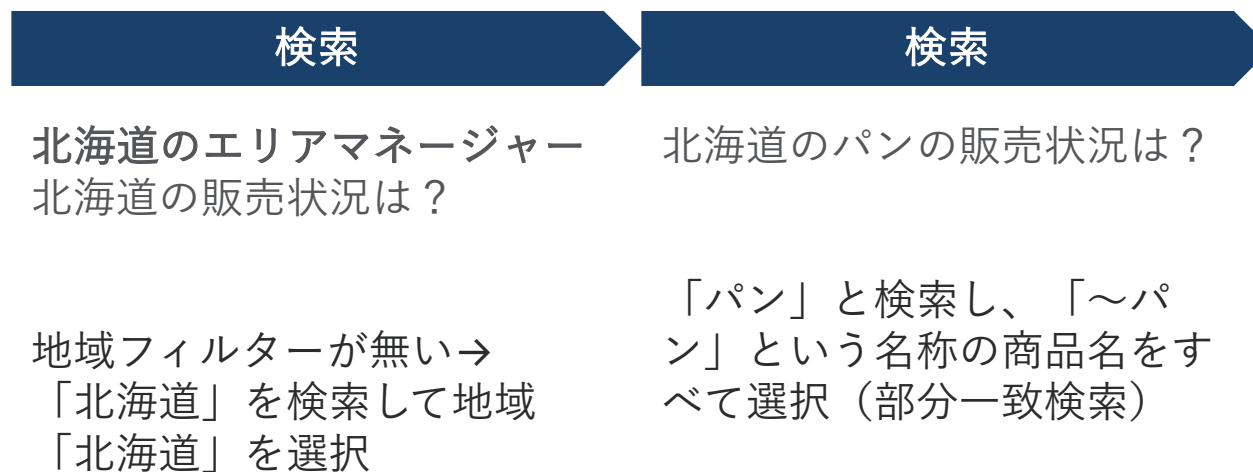 検索
北海道のエリアマネージャー
北海道の販売状況は？
地域フィルターが無い→
「北海道」を検索して地域
「北海道」を選択
検索
北海道のパンの販売状況は？
「パン」と検索し、「～パ
ン」という名称の商品名をす
べて選択（部分一致検索）